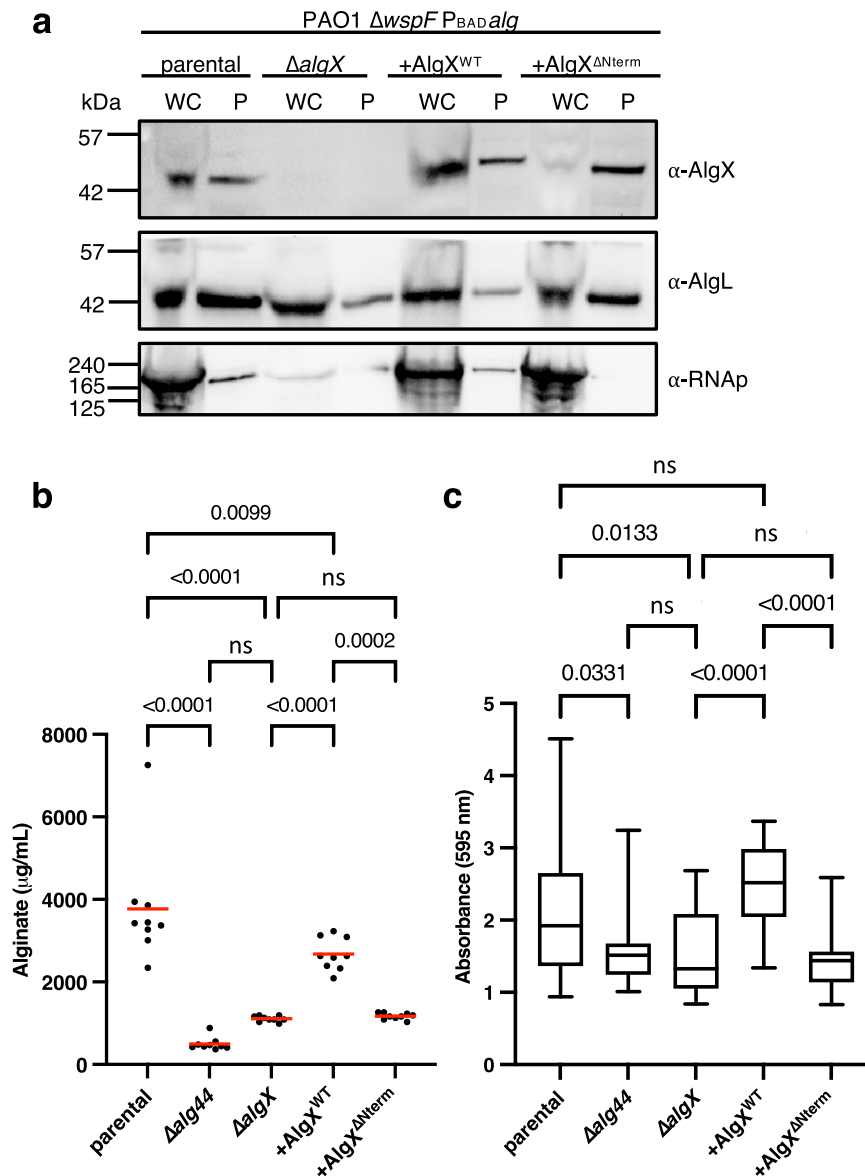 a
PAO1 ΔwspF PBADalg
parental ΔalgX +AlgXWT +AlgXΔNterm
kDa WC P WC P WC P WC P
57
42
α-AlgX
57
42
α-AlgL
240
165
125
α-RNAp
b
0.0099
<0.0001 ns
ns 0.0002
<0.0001 <0.0001
8000
6000
4000
2000
0
Alginate (μg/mL)
parental Δalg44 ΔalgX +AlgXWT +AlgXΔNterm
c
ns
0.0133 ns
ns <0.0001
0.0331 <0.0001
5
4
3
2
1
0
Absorbance (595 nm)
parental Δalg44 ΔalgX +AlgXWT +AlgXΔNterm